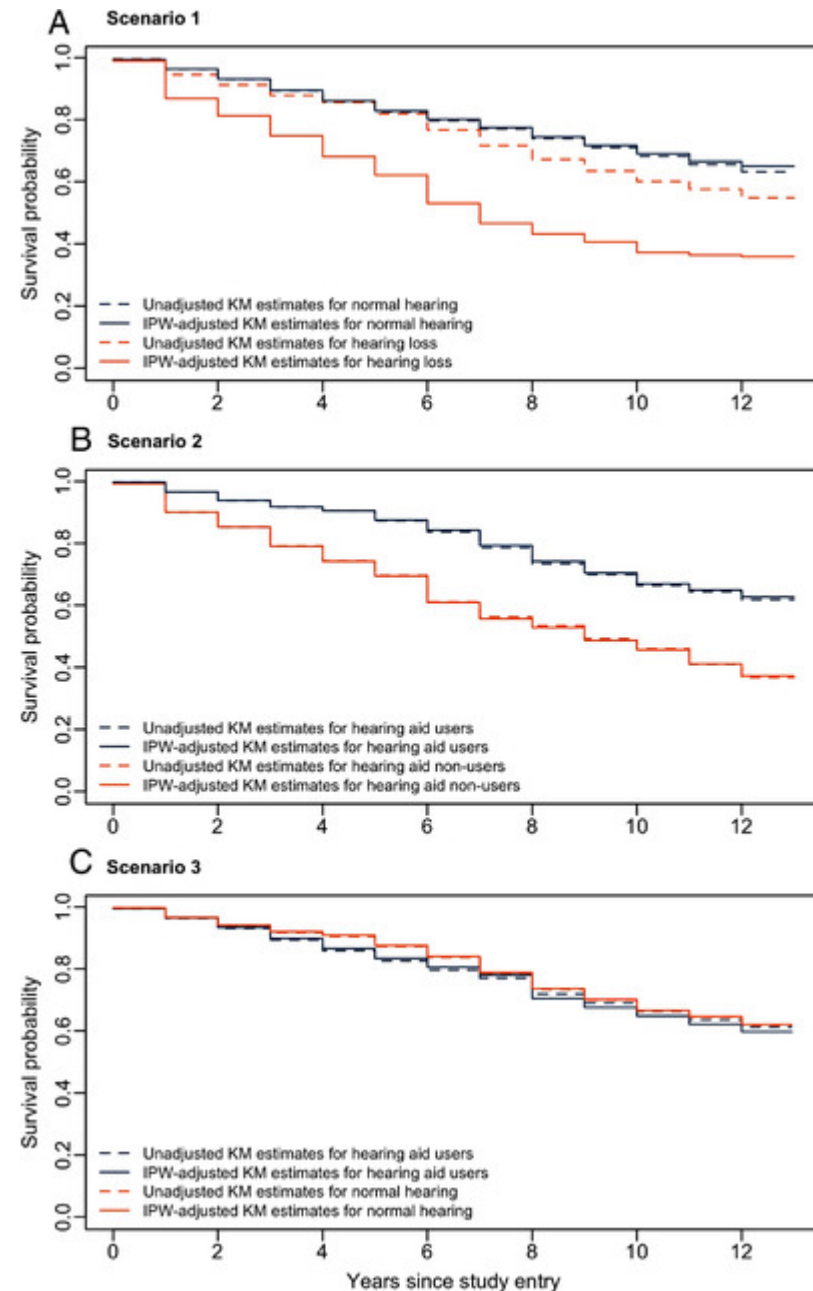 A Scenario 1
Survival probability
1.0
0.8
0.6
0.4
0.2
0.0
Unadjusted KM estimates for normal hearing
IPW-adjusted KM estimates for normal hearing
Unadjusted KM estimates for hearing loss
IPW-adjusted KM estimates for hearing loss
0 2 4 6 8 10 12
B Scenario 2
Survival probability
1.0
0.8
0.6
0.4
0.2
0.0
Unadjusted KM estimates for hearing aid users
IPW-adjusted KM estimates for hearing aid users
Unadjusted KM estimates for hearing aid non-users
IPW-adjusted KM estimates for hearing aid non-users
0 2 4 6 8 10 12
C Scenario 3
Survival probability
1.0
0.8
0.6
0.4
0.2
0.0
Unadjusted KM estimates for hearing aid users
IPW-adjusted KM estimates for hearing aid users
Unadjusted KM estimates for normal hearing
IPW-adjusted KM estimates for normal hearing
0 2 4 6 8 10 12
Years since study entry